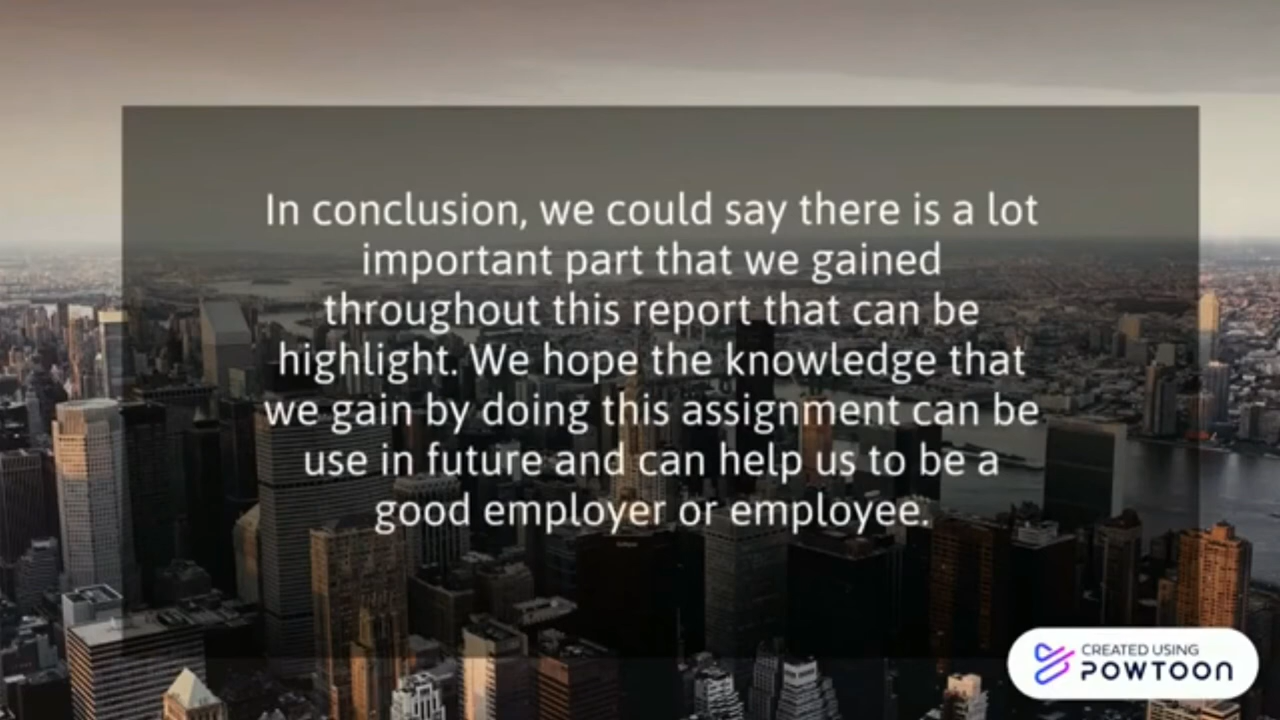 In conclusion, we could say there is a lot
important part that we gained
throughout this report that can be
highlight. We hope the knowledge that
we gain by doing this assignment can be
use in future and can help us to be a
good employer or employee.
CREATED USING
POWTOON